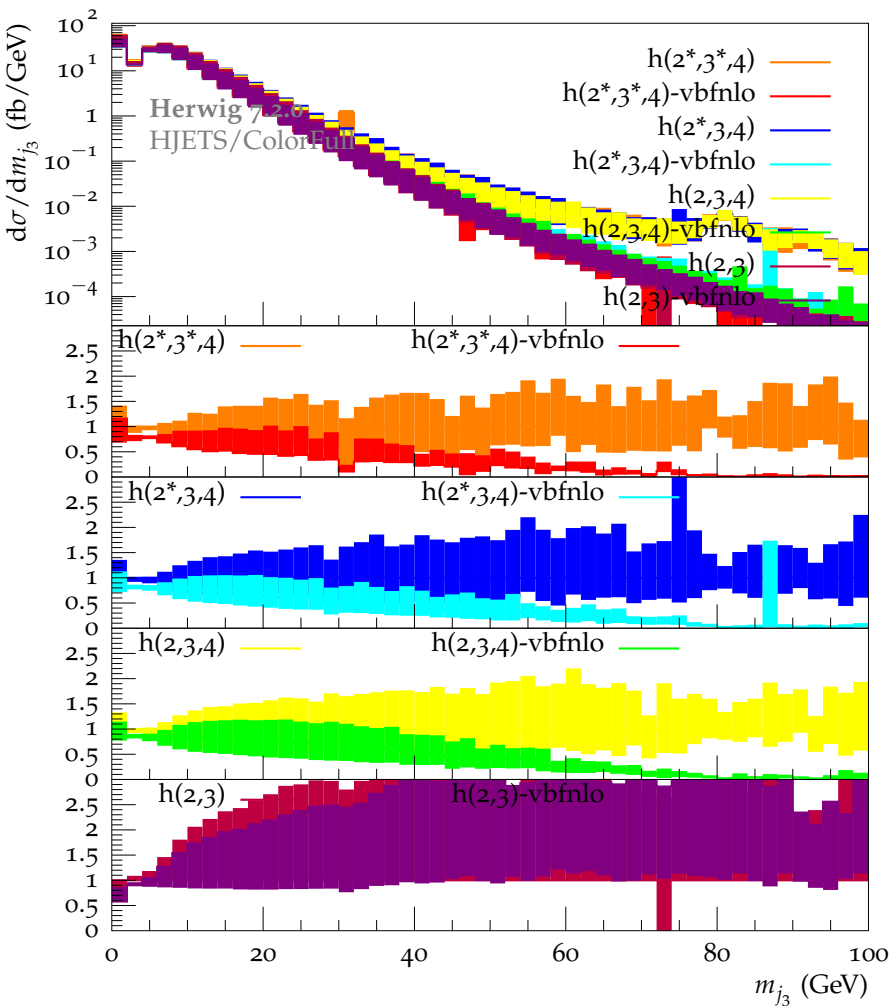 dσ/dm_{j_3} (fb/GeV)
10^2
10^1
1
10^{-1}
10^{-2}
10^{-3}
10^{-4}
Herwig 7.2.0
HJETS/ColorFull
h(2*,3*,4)
h(2*,3*,4)-vbfnlo
h(2*,3,4)
h(2*,3,4)-vbfnlo
h(2,3,4)
h(2,3,4)-vbfnlo
h(2,3)
h(2,3)-vbfnlo
h(2*,3*,4) h(2*,3*,4)-vbfnlo
2.5
2
1.5
1
0.5
0
h(2*,3,4) h(2*,3,4)-vbfnlo
2.5
2
1.5
1
0.5
0
h(2,3,4) h(2,3,4)-vbfnlo
2.5
2
1.5
1
0.5
0
h(2,3) h(2,3)-vbfnlo
2.5
2
1.5
1
0.5
0
0 20 40 60 80 100
m_{j_3} (GeV)